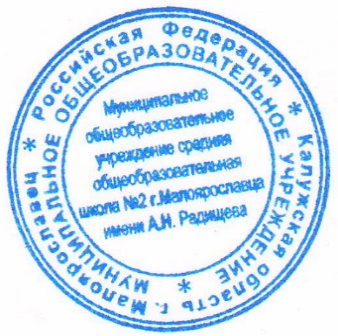 Российская Федерация * Калужская область г. Малоярославец *
МУНИЦИПАЛЬНОЕ ОБЩЕОБРАЗОВАТЕЛЬНОЕ УЧРЕЖДЕНИЕ *
Муниципальное
общеобразовательное
учреждение средняя
общеобразовательная
школа №2 г.Малоярославца
имени А.Н. Радищева